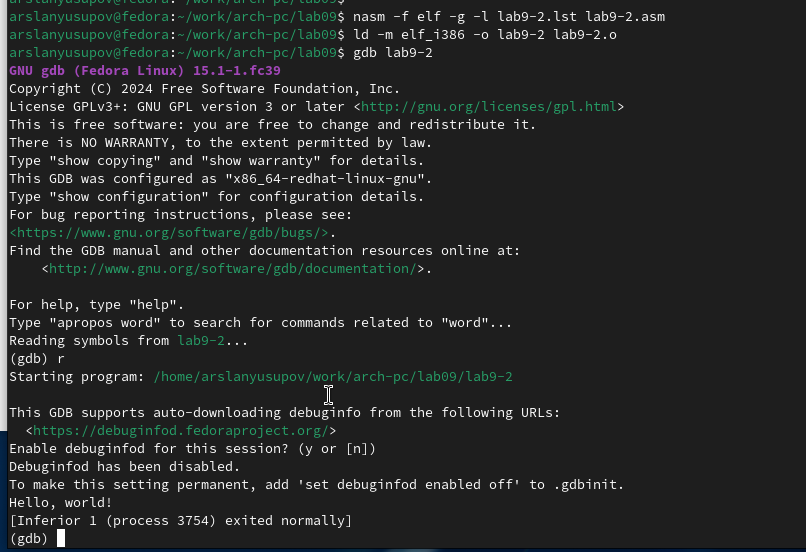 arslanyusupov@fedora:~/work/arch-pc/lab09$
arslanyusupov@fedora:~/work/arch-pc/lab09$ nasm -f elf -g -l lab9-2.lst lab9-2.asm
arslanyusupov@fedora:~/work/arch-pc/lab09$ ld -m elf_i386 -o lab9-2 lab9-2.o
arslanyusupov@fedora:~/work/arch-pc/lab09$ gdb lab9-2
GNU gdb (Fedora Linux) 15.1-1.fc39
Copyright (C) 2024 Free Software Foundation, Inc.
License GPLv3+: GNU GPL version 3 or later <http://gnu.org/licenses/gpl.html>
This is free software: you are free to change and redistribute it.
There is NO WARRANTY, to the extent permitted by law.
Type "show copying" and "show warranty" for details.
This GDB was configured as "x86_64-redhat-linux-gnu".
Type "show configuration" for configuration details.
For bug reporting instructions, please see:
<https://www.gnu.org/software/gdb/bugs/>.
Find the GDB manual and other documentation resources online at:
    <http://www.gnu.org/software/gdb/documentation/>.
For help, type "help".
Type "apropos word" to search for commands related to "word"...
Reading symbols from lab9-2...
(gdb) r
Starting program: /home/arslanyusupov/work/arch-pc/lab09/lab9-2
This GDB supports auto-downloading debuginfo from the following URLs:
  <https://debuginfod.fedoraproject.org/>
Enable debuginfod for this session? (y or [n])
Debuginfod has been disabled.
To make this setting permanent, add 'set debuginfod enabled off' to .gdbinit.
Hello, world!
[Inferior 1 (process 3754) exited normally]
(gdb)